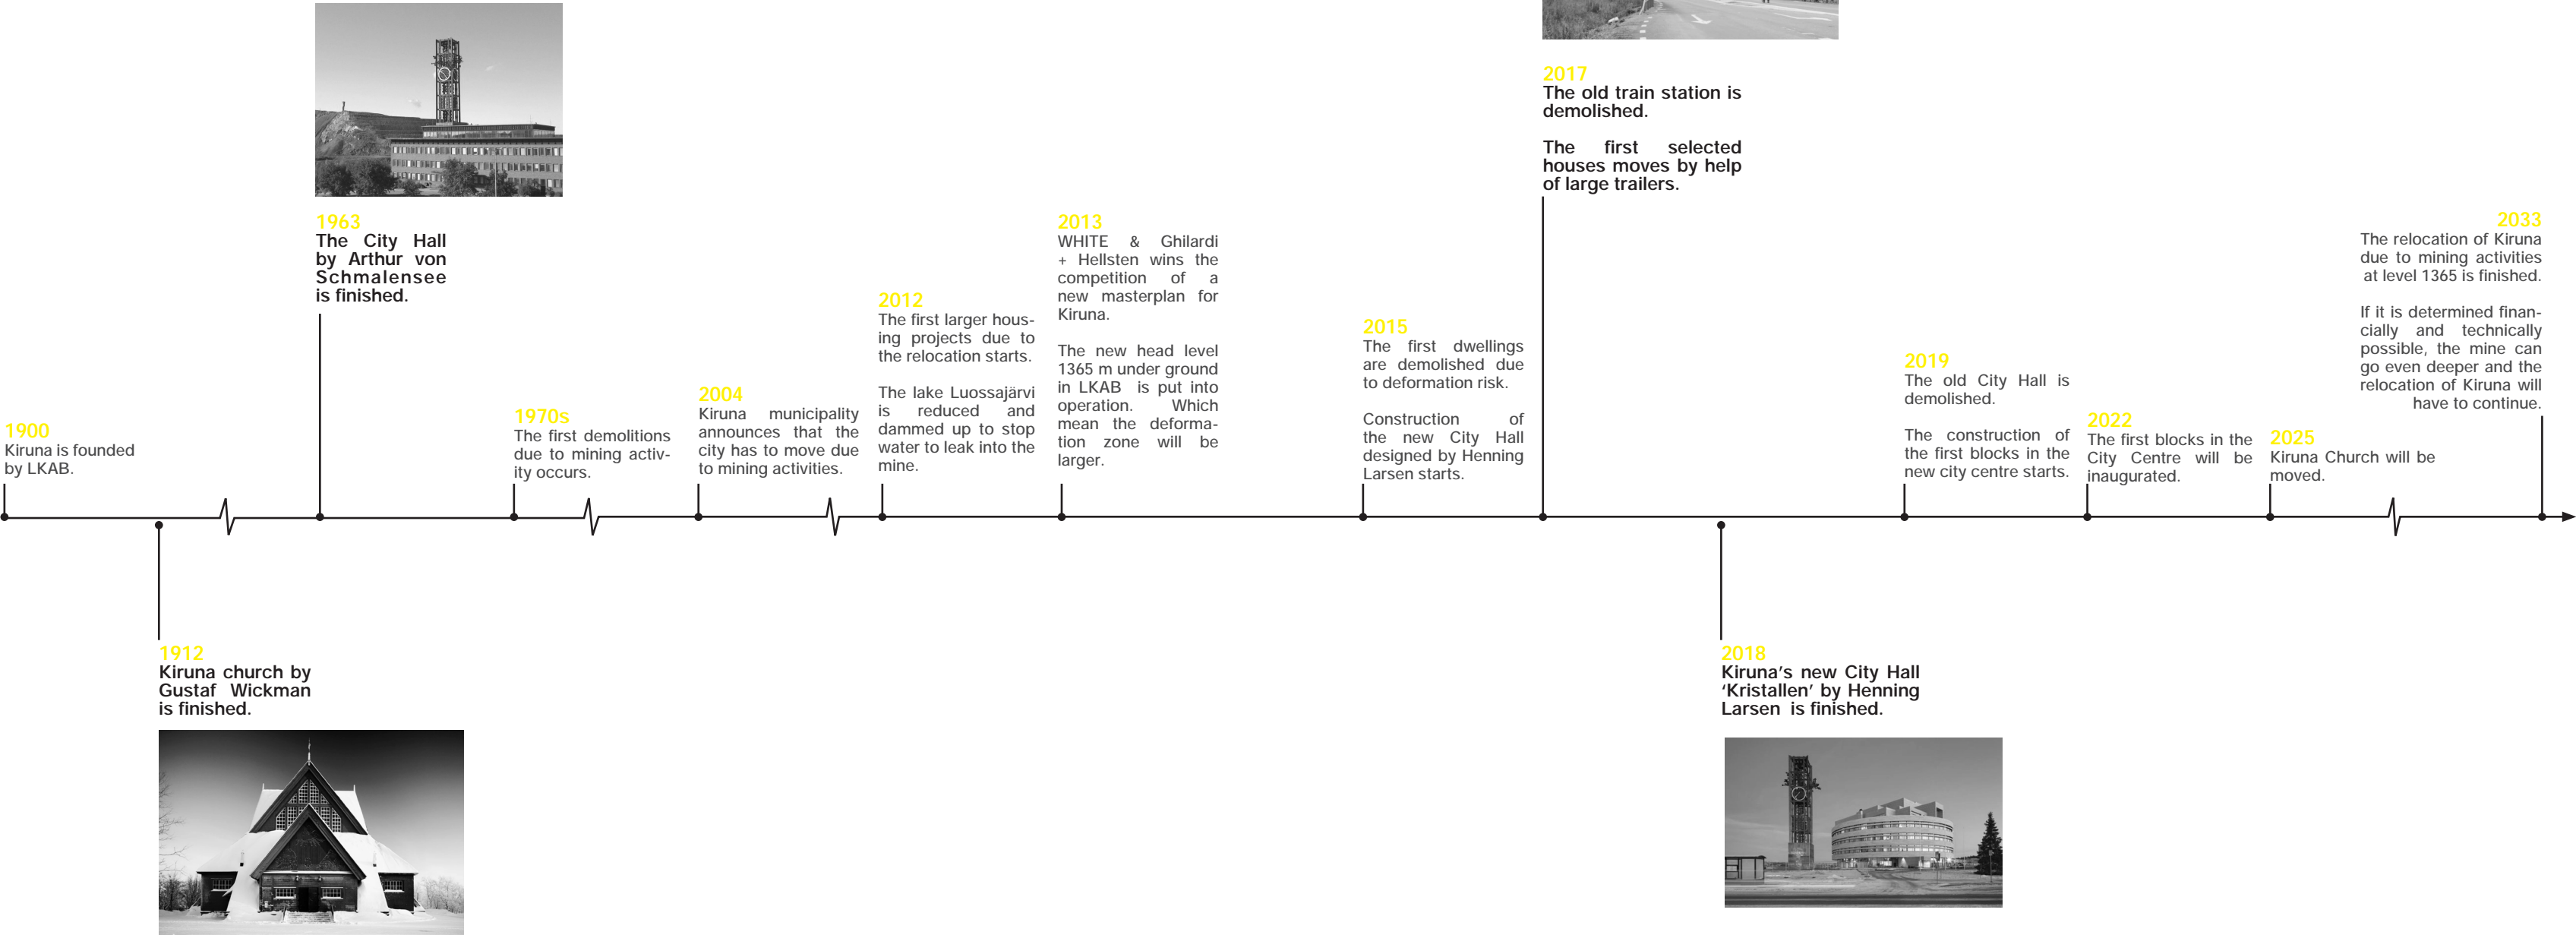 1900
Kiruna is founded
by LKAB.
1912
Kiruna church by
Gustaf Wickman
is finished.
1963
The City Hall
by Arthur von
Schmalensee
is finished.
1970s
The first demolitions
due to mining activ-
ity occurs.
2004
Kiruna municipality
announces that the
city has to move due
to mining activities.
2012
The first larger hous-
ing projects due to
the relocation starts.
The lake Luossajärvi
is reduced and
dammed up to stop
water to leak into the
mine.
2013
WHITE & Ghilardi
+ Hellsten wins the
competition of a
new masterplan for
Kiruna.
The new head level
1365 m under ground
in LKAB is put into
operation. Which
mean the deforma-
tion zone will be
larger.
2015
The first dwellings
are demolished due
to deformation risk.
Construction of
the new City Hall
designed by Henning
Larsen starts.
2017
The old train station is
demolished.
The first selected
houses moves by help
of large trailers.
2018
Kiruna’s new City Hall
‘Kristallen’ by Henning
Larsen is finished.
2019
The old City Hall is
demolished.
The construction of
the first blocks in the
new city centre starts.
2022
The first blocks in the
City Centre will be
inaugurated.
2025
Kiruna Church will be
moved.
2033
The relocation of Kiruna
due to mining activities
at level 1365 is finished.
If it is determined finan-
cially and technically
possible, the mine can
go even deeper and the
relocation of Kiruna will
have to continue.